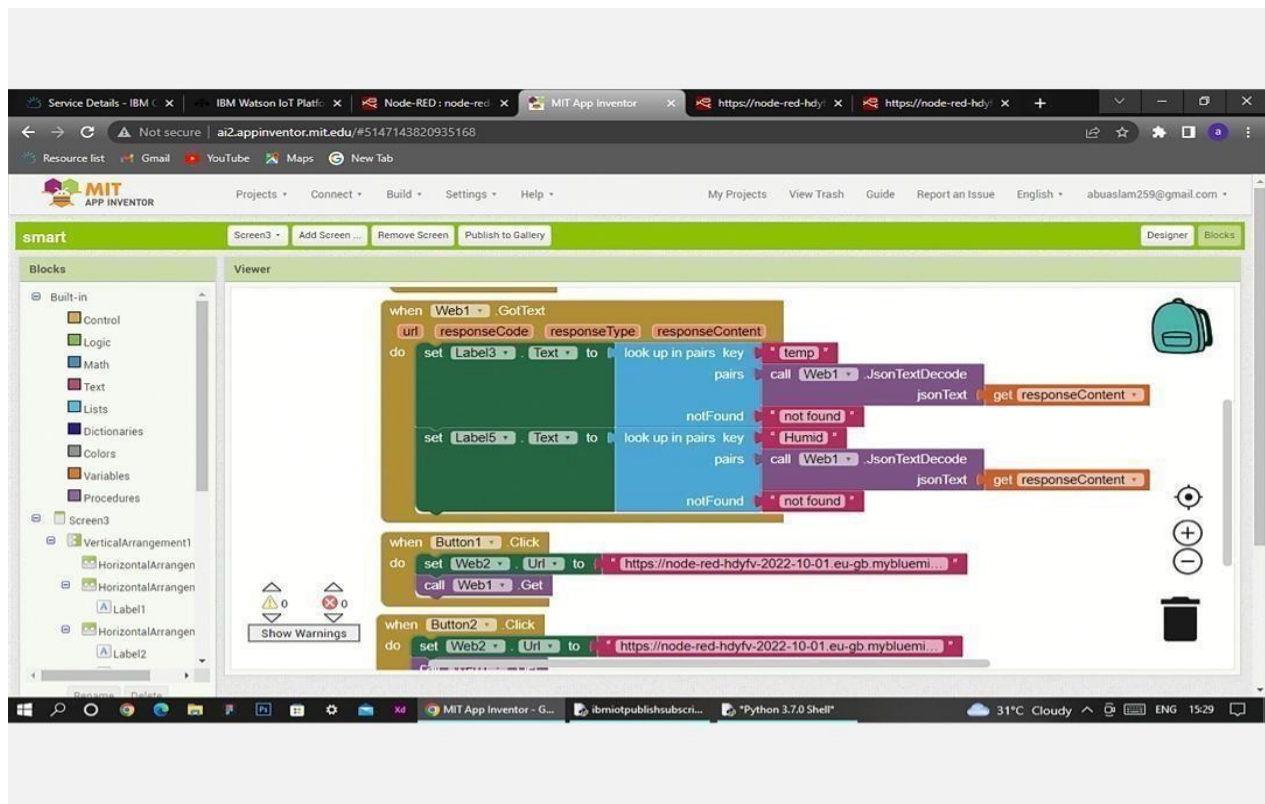 Service Details - IBM C
IBM Watson IoT Platfo
Node-RED : node-red
MIT App Inventor
https://node-red-hdyf
https://node-red-hdyf
Not secure | ai2.appinventor.mit.edu/#5147143820935168
Resource list Gmail YouTube Maps New Tab
MIT
APP INVENTOR
Projects Connect Build Settings Help My Projects View Trash Guide Report an Issue English abuaslam259@gmail.com
smart Screen3 Add Screen ... Remove Screen Publish to Gallery Designer Blocks
Blocks Viewer
Built-in
Control
Logic
Math
Text
Lists
Dictionaries
Colors
Variables
Procedures
Screen3
VerticalArrangement1
HorizontalArrangen
HorizontalArrangen
Label1
HorizontalArrangen
Label2
Rename Delete
when Web1 .GotText
url responseCode responseType responseContent
do set Label3 . Text to look up in pairs key " temp "
pairs call Web1 .JsonTextDecode
jsonText get responseContent
notFound " not found "
set Label5 . Text to look up in pairs key " Humid "
pairs call Web1 .JsonTextDecode
jsonText get responseContent
notFound " not found "
when Button1 .Click
do set Web2 . Url to " https://node-red-hdyfv-2022-10-01.eu-gb.mybluemi... "
call Web1 .Get
when Button2 .Click
do set Web2 . Url to " https://node-red-hdyfv-2022-10-01.eu-gb.mybluemi... "
0 0
Show Warnings
MIT App Inventor - G... ibmiotpublishsubscri... *Python 3.7.0 Shell* 31°C Cloudy ENG 15:29